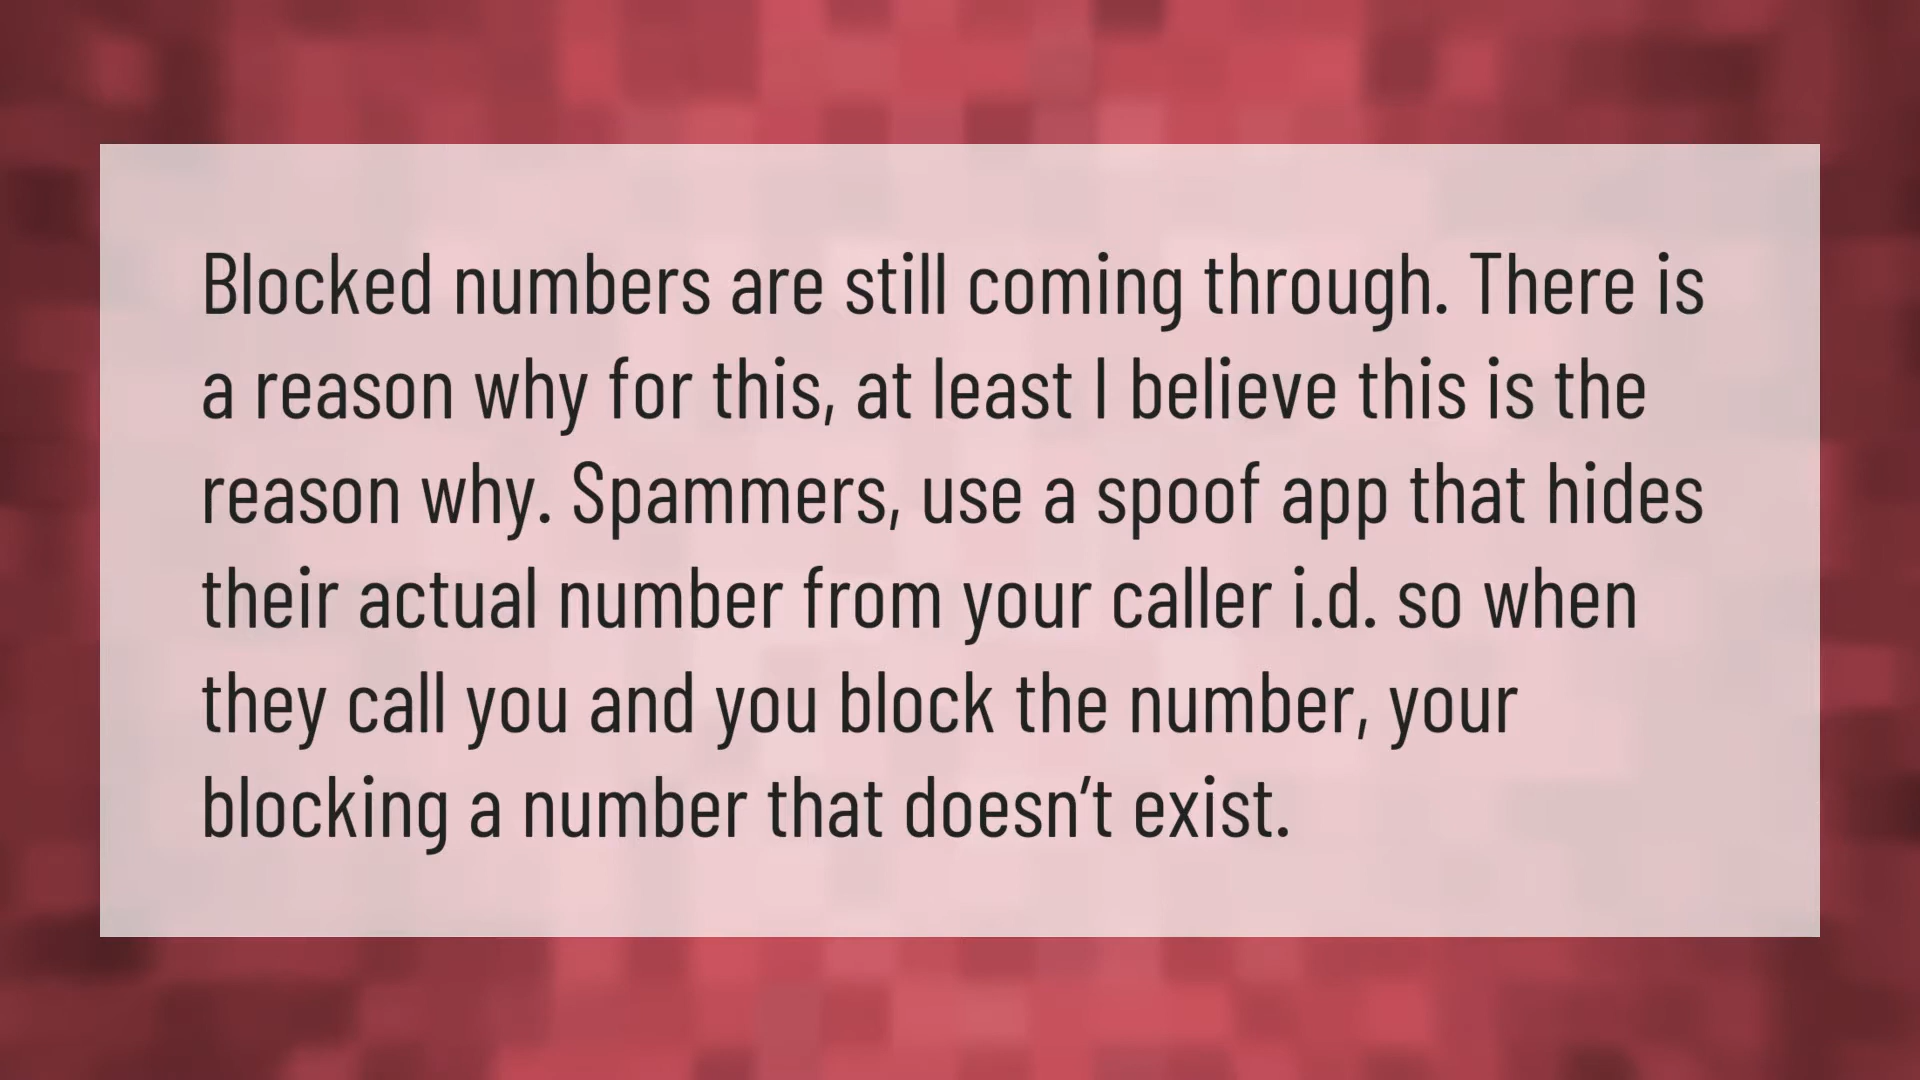 Blocked numbers are still coming through. There is
a reason why for this, at least I believe this is the
reason why. Spammers, use a spoof app that hides
their actual number from your caller i.d. so when
they call you and you block the number, your
blocking a number that doesn’t exist.